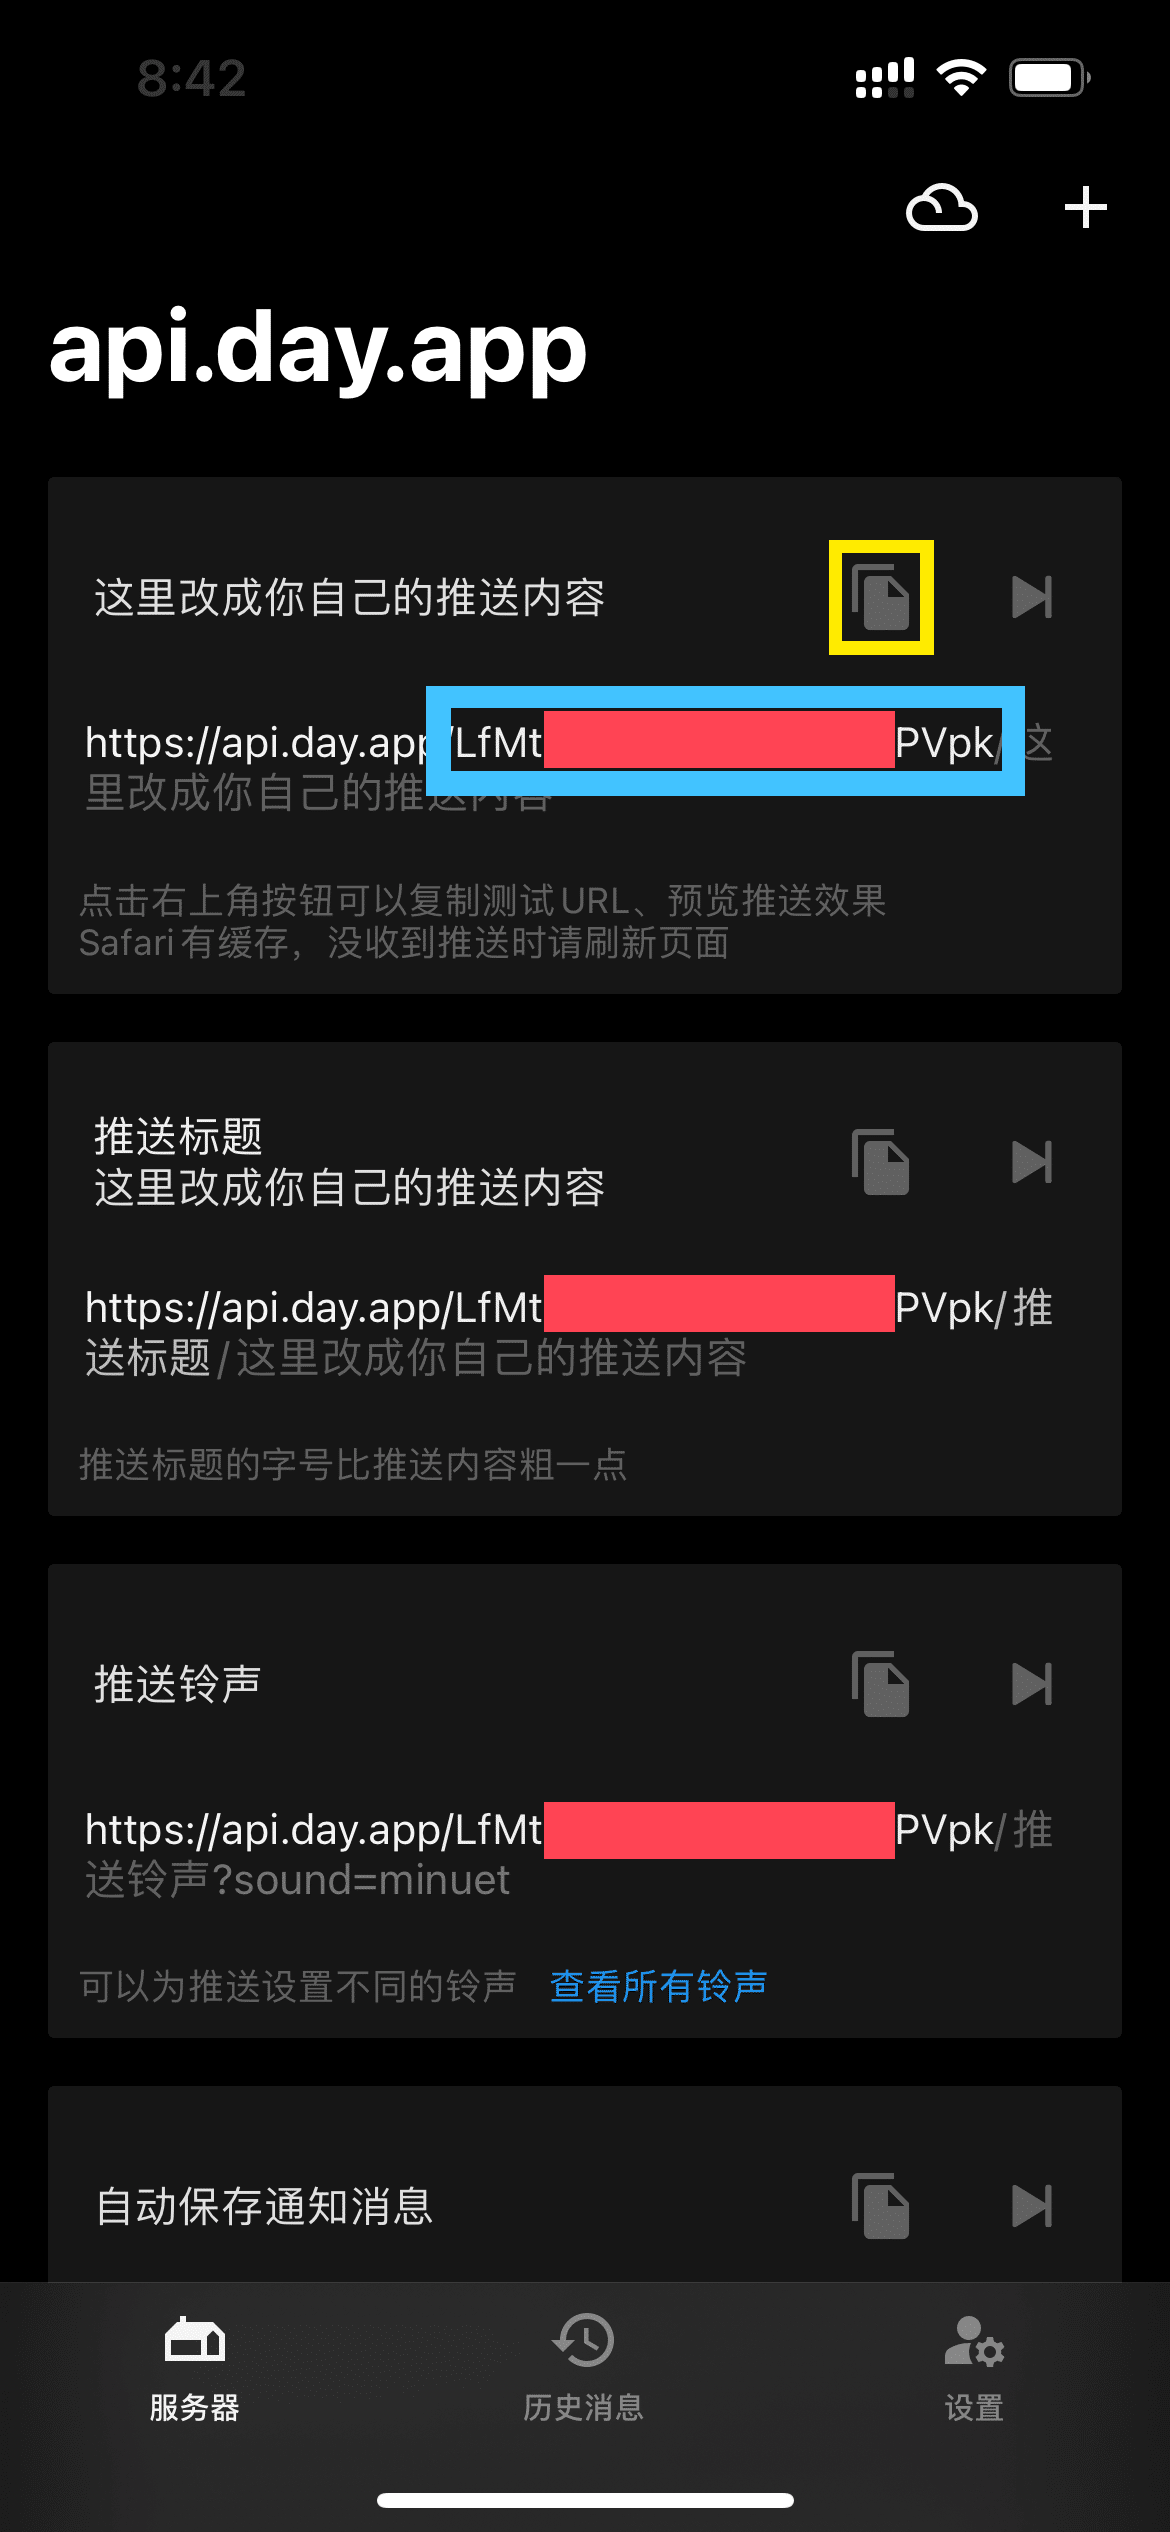 8:42
api.day.app
这里改成你自己的推送内容
https://api.day.app/LfMt PVpk/这
里改成你自己的推送内容
点击右上角按钮可以复制测试URL、预览推送效果
Safari有缓存，没收到推送时请刷新页面
推送标题
这里改成你自己的推送内容
https://api.day.app/LfMt PVpk/推
送标题/这里改成你自己的推送内容
推送标题的字号比推送内容粗一点
推送铃声
https://api.day.app/LfMt PVpk/推
送铃声?sound=minuet
可以为推送设置不同的铃声 查看所有铃声
自动保存通知消息
服务器 历史消息 设置